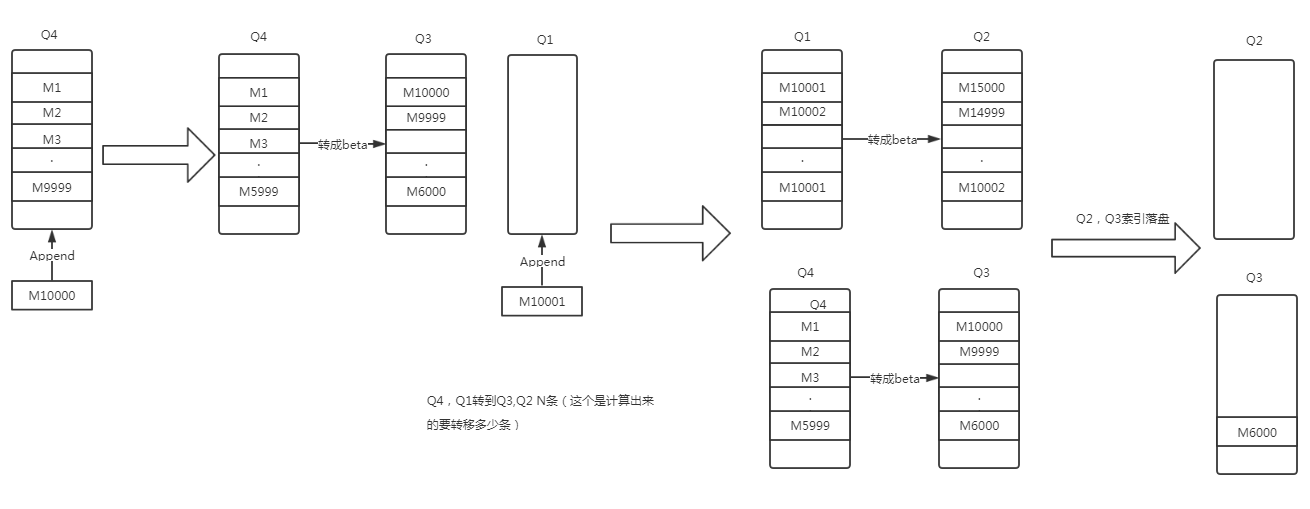 Q4
M1
M2
M3
.
M9999
Append
M10000
Q4
M1
M2
M3
.
M5999
转成beta
Q3
M10000
M9999
.
M6000
Q1
Append
M10001
Q4，Q1转到Q3,Q2 N条（这个是计算出来
的要转移多少条）
Q1
M10001
M10002
.
M10001
转成beta
Q2
M15000
M14999
.
M10002
Q4
Q4
M1
M2
M3
.
M5999
转成beta
Q3
M10000
M9999
.
M6000
Q2，Q3索引落盘
Q2
Q3
M6000